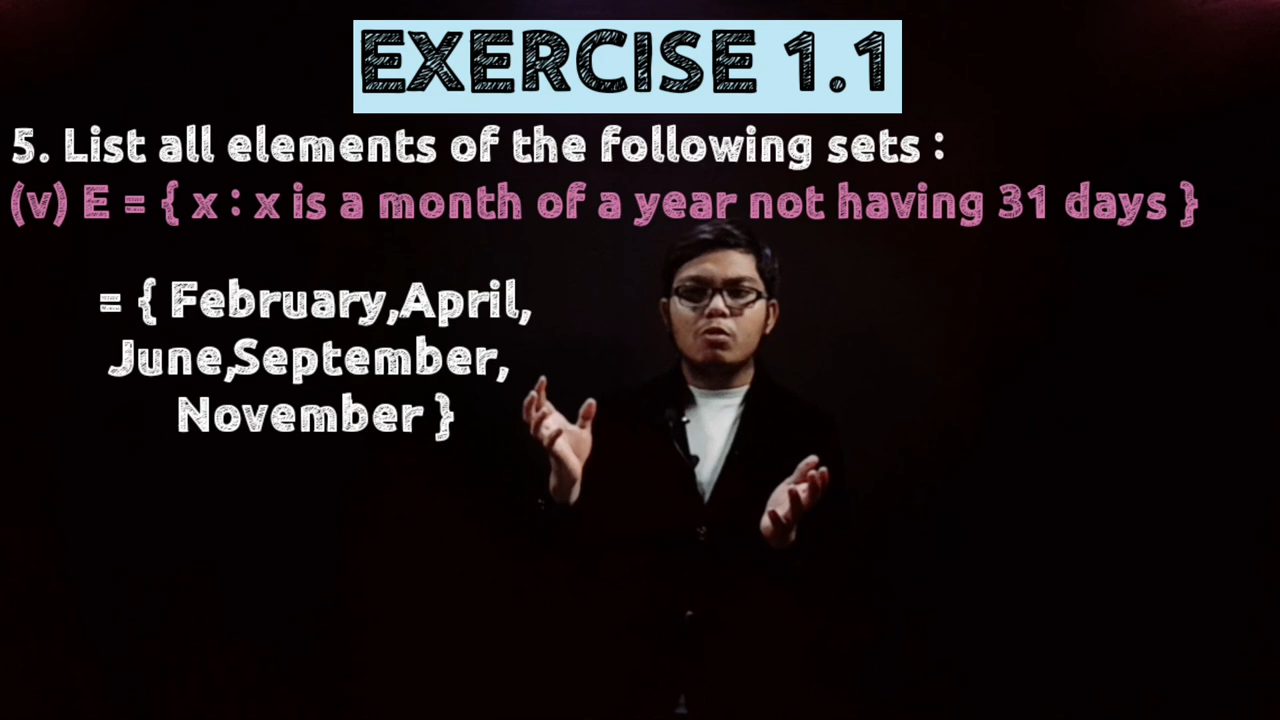 EXERCISE 1.1
5. List all elements of the following sets :
(v) E = { x : x is a month of a year not having 31 days }
= { February,April,
June,September,
November }